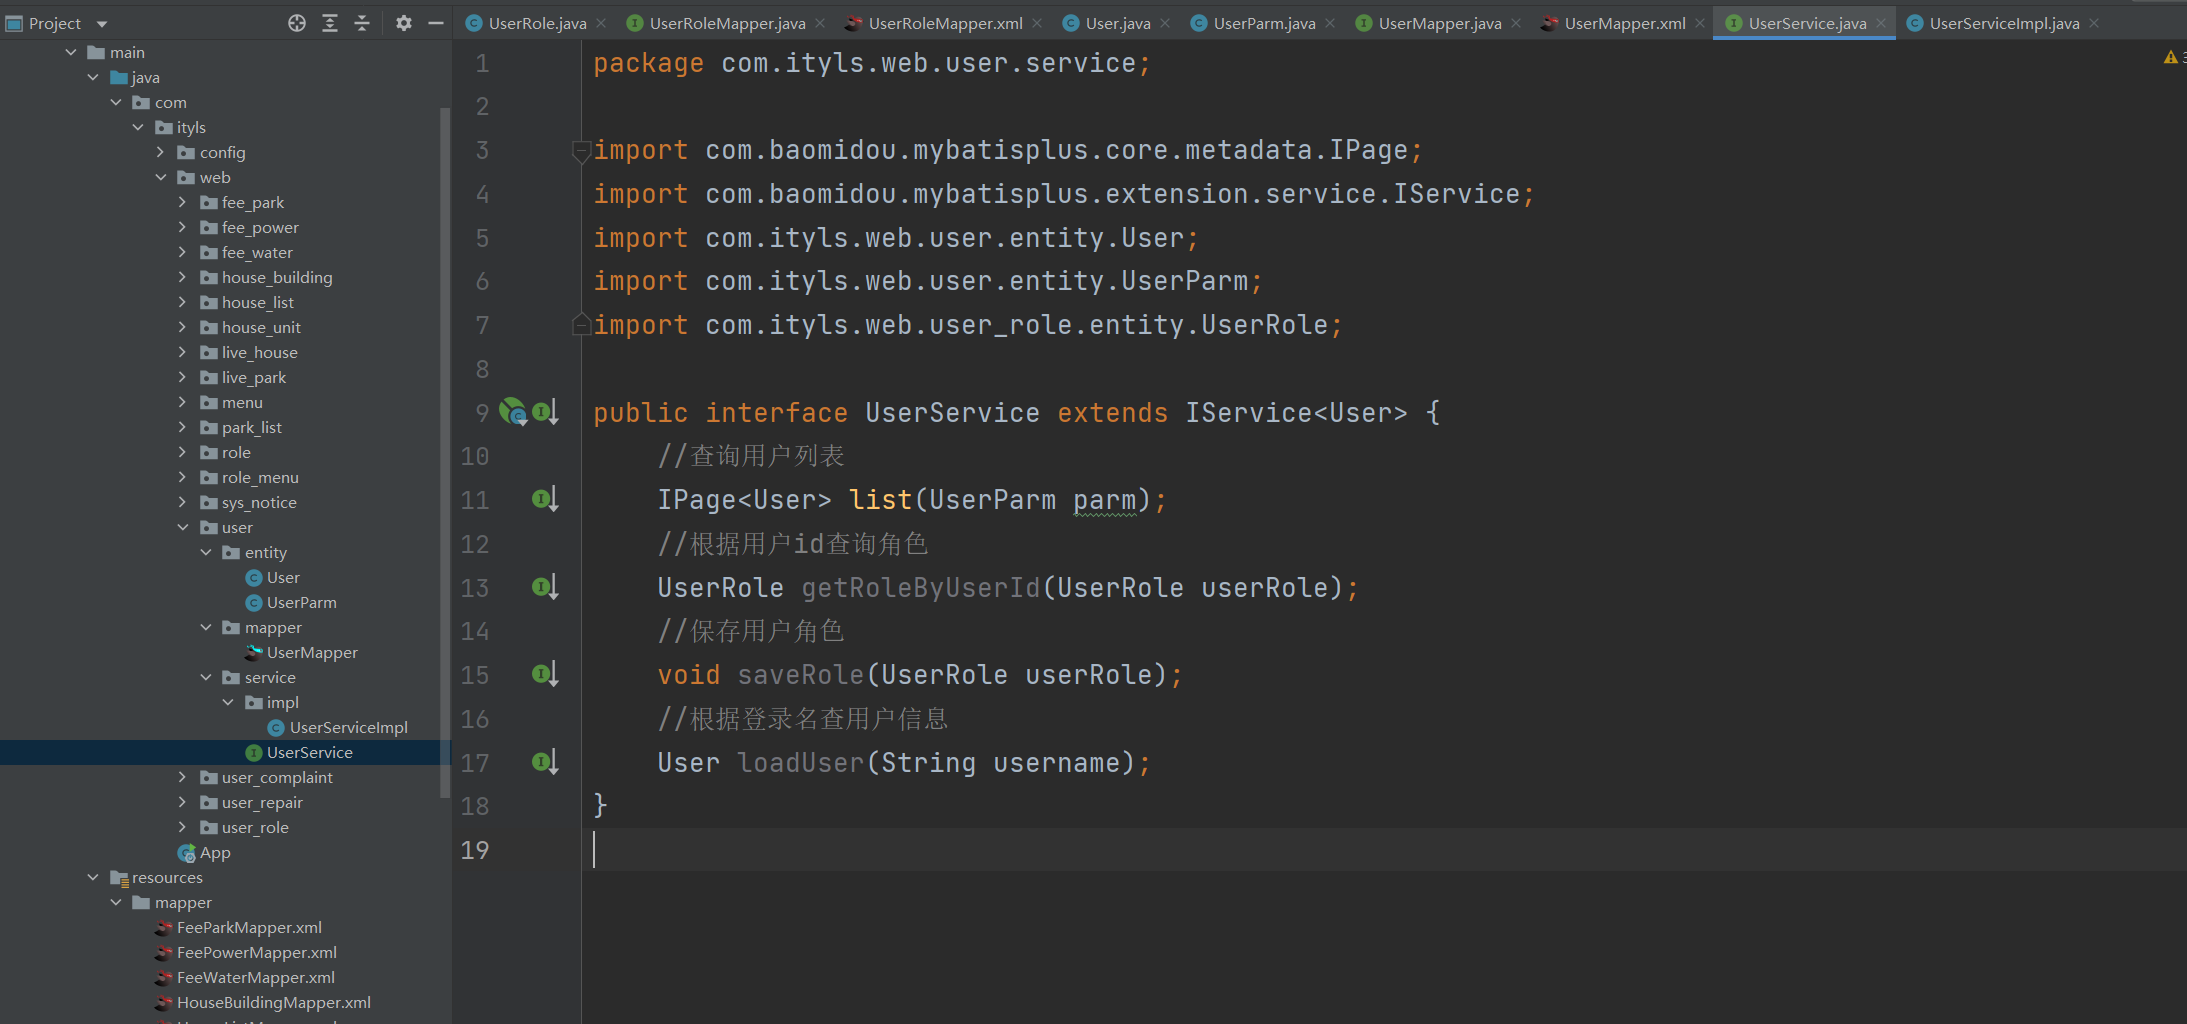 Project
UserRole.java
UserRoleMapper.java
UserRoleMapper.xml
User.java
UserParm.java
UserMapper.java
UserMapper.xml
UserService.java
UserServiceImpl.java
main
java
com
ityls
config
web
fee_park
fee_power
fee_water
house_building
house_list
house_unit
live_house
live_park
menu
park_list
role
role_menu
sys_notice
user
entity
User
UserParm
mapper
UserMapper
service
impl
UserServiceImpl
UserService
user_complaint
user_repair
user_role
App
resources
mapper
FeeParkMapper.xml
FeePowerMapper.xml
FeeWaterMapper.xml
HouseBuildingMapper.xml
1 package com.ityls.web.user.service;
2
3 import com.baomidou.mybatisplus.core.metadata.IPage;
4 import com.baomidou.mybatisplus.extension.service.IService;
5 import com.ityls.web.user.entity.User;
6 import com.ityls.web.user.entity.UserParm;
7 import com.ityls.web.user_role.entity.UserRole;
8
9 public interface UserService extends IService<User> {
10 //查询用户列表
11 IPage<User> list(UserParm parm);
12 //根据用户id查询角色
13 UserRole getRoleByUserId(UserRole userRole);
14 //保存用户角色
15 void saveRole(UserRole userRole);
16 //根据登录名查用户信息
17 User loadUser(String username);
18 }
19